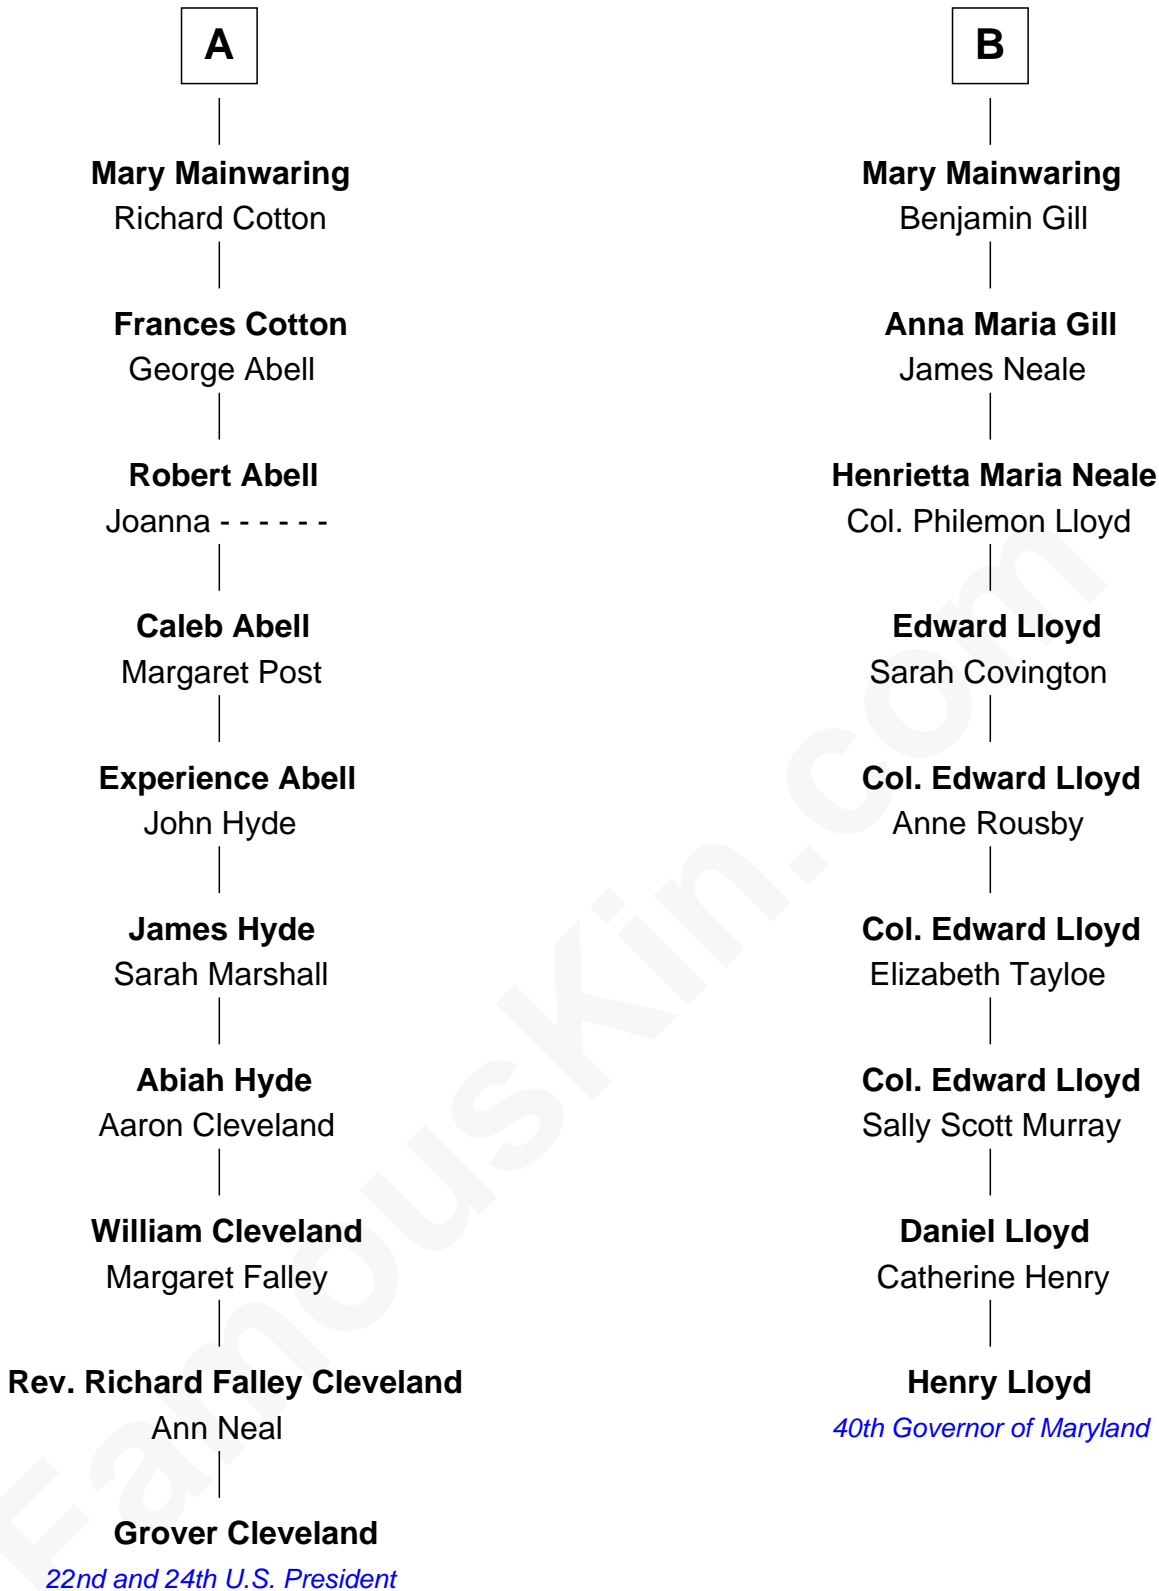 A
Mary Mainwaring
Richard Cotton
Frances Cotton
George Abell
Robert Abell
Joanna - - - - - -
Caleb Abell
Margaret Post
Experience Abell
John Hyde
James Hyde
Sarah Marshall
Abiah Hyde
Aaron Cleveland
William Cleveland
Margaret Falley
Rev. Richard Falley Cleveland
Ann Neal
Grover Cleveland
22nd and 24th U.S. President
B
Mary Mainwaring
Benjamin Gill
Anna Maria Gill
James Neale
Henrietta Maria Neale
Col. Philemon Lloyd
Edward Lloyd
Sarah Covington
Col. Edward Lloyd
Anne Rousby
Col. Edward Lloyd
Elizabeth Tayloe
Col. Edward Lloyd
Sally Scott Murray
Daniel Lloyd
Catherine Henry
Henry Lloyd
40th Governor of Maryland
FamousKin.com